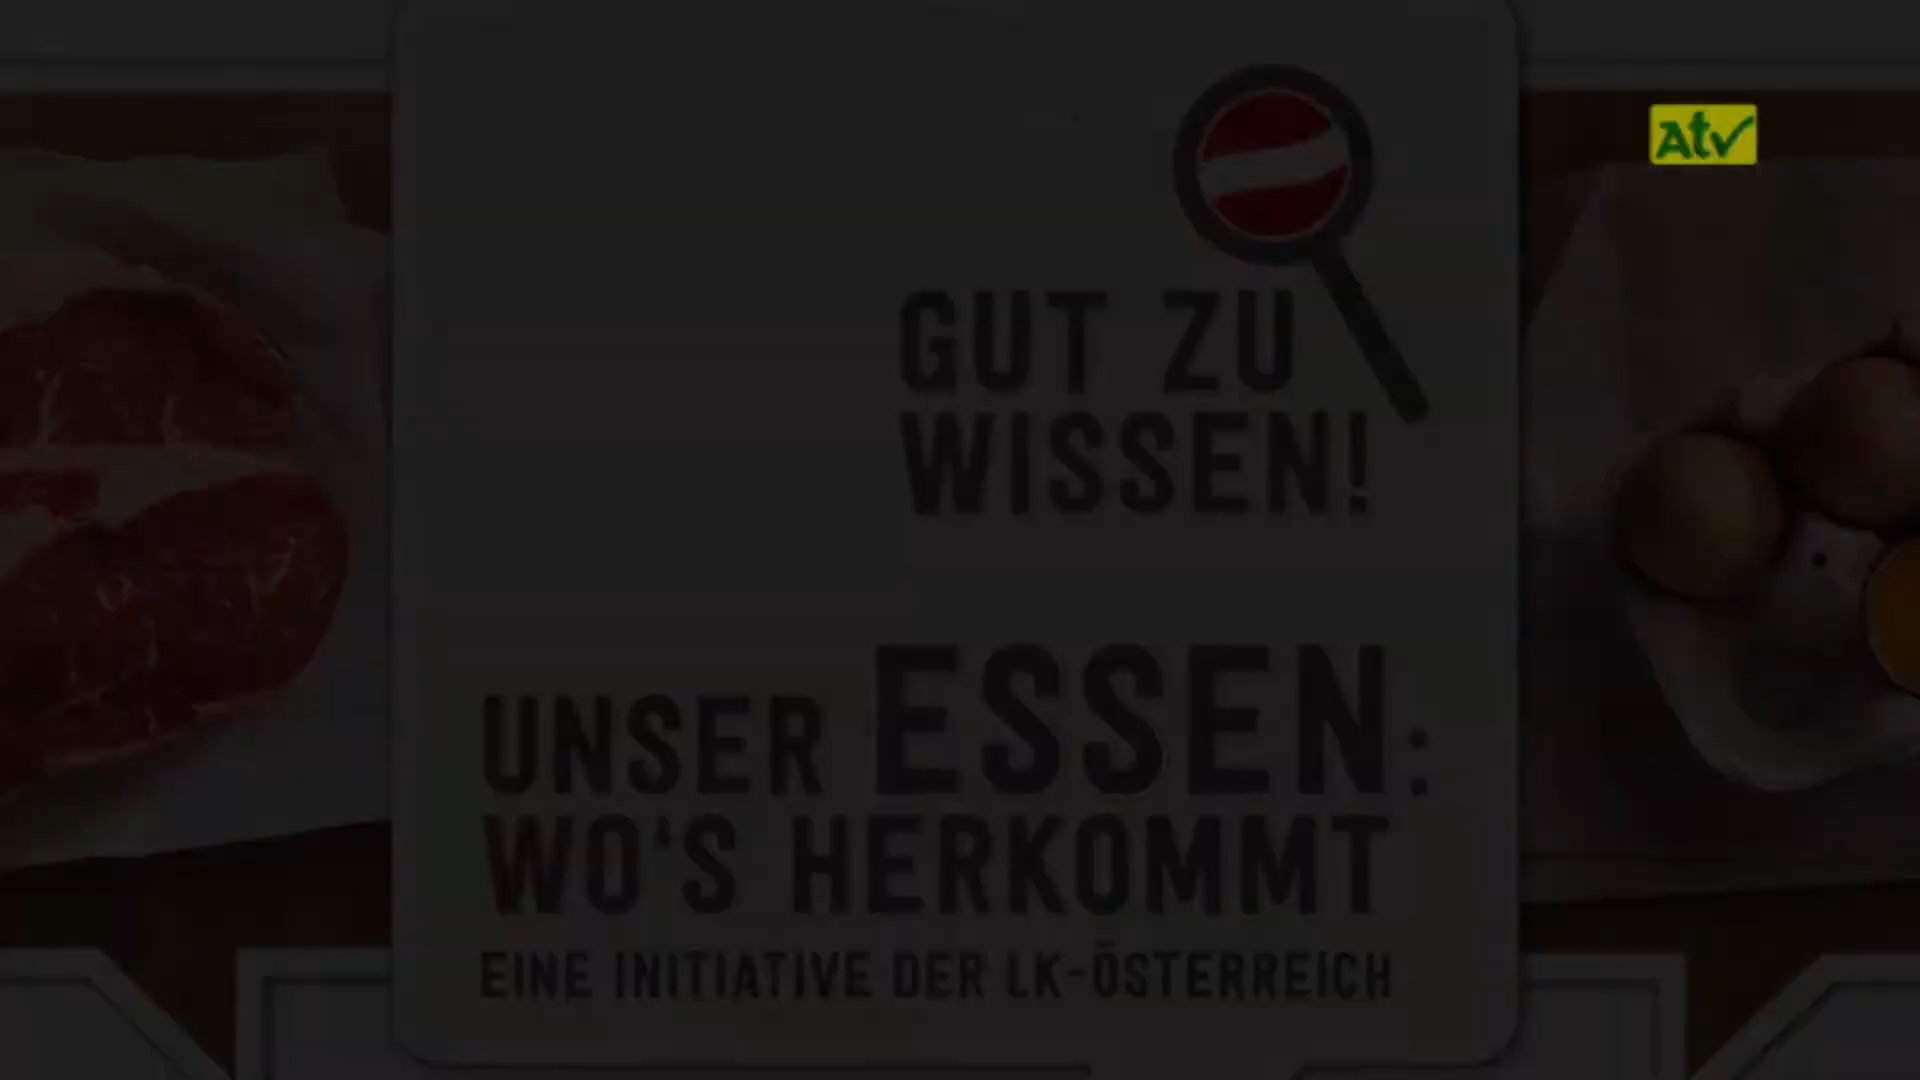 Atv
GUT ZU
WISSEN!
UNSER ESSEN:
WO'S HERKOMMT
EINE INITIATIVE DER LK-ÖSTERREICH